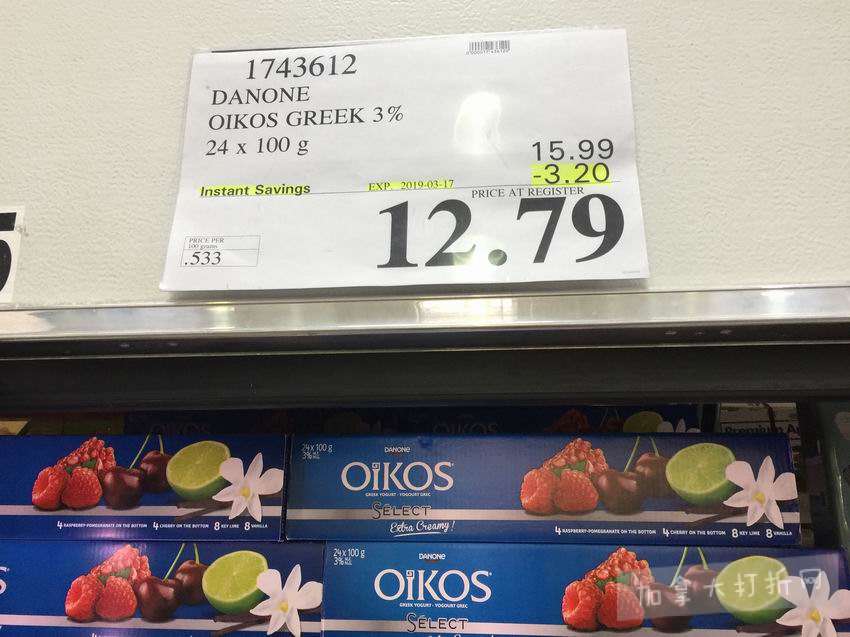 1743612
DANONE
OIKOS GREEK 3%
24 x 100 g
15.99
-3.20
Instant Savings
EXP. 2019-03-17
PRICE AT REGISTER
12.79
PRICE PER
100 grams
.533
24 x 100 g
3% M.F.
DANONE
OIKOS
GREEK YOGURT - YOGOURT GREC
SELECT
Extra Creamy!
4 RASPBERRY-POMEGRANATE ON THE BOTTOM 4 CHERRY ON THE BOTTOM 8 KEY LIME 8 VANILLA
4 RASPBERRY-POMEGRANATE ON THE BOTTOM 4 CHERRY ON THE BOTTOM 8 KEY LIME 8 VANILLA
24 x 100 g
3% M.F.
DANONE
OIKOS
GREEK YOGURT - YOGOURT GREC
SELECT
Premium
加拿大打折网